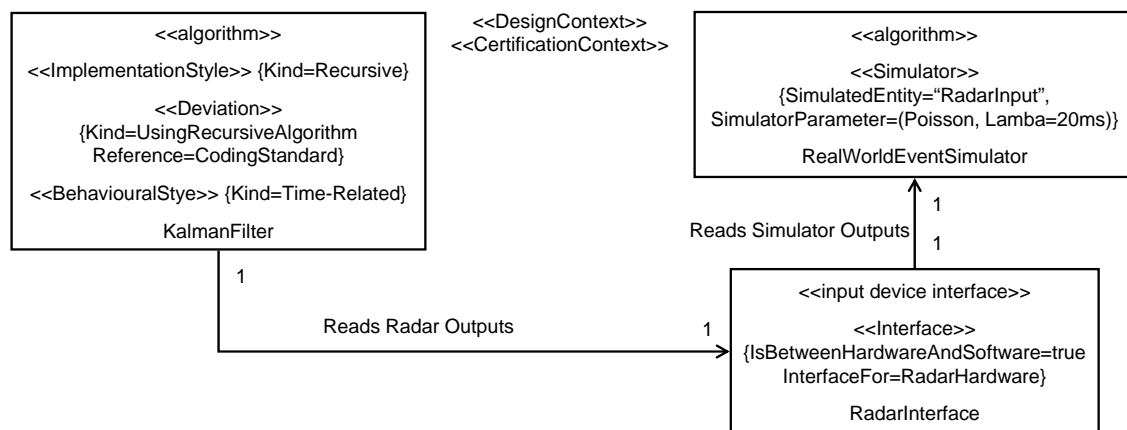 <<algorithm>>
<<ImplementationStyle>> {Kind=Recursive}
<<Deviation>>
{Kind=UsingRecursiveAlgorithm
Reference=CodingStandard}
<<BehaviouralStye>> {Kind=Time-Related}
KalmanFilter
<<DesignContext>>
<<CertificationContext>>
<<algorithm>>
<<Simulator>>
{SimulatedEntity=“RadarInput”,
SimulatorParameter=(Poisson, Lamba=20ms)}
RealWorldEventSimulator
1
Reads Simulator Outputs
1
1
Reads Radar Outputs
1
<<input device interface>>
<<Interface>>
{IsBetweenHardwareAndSoftware=true
InterfaceFor=RadarHardware}
RadarInterface